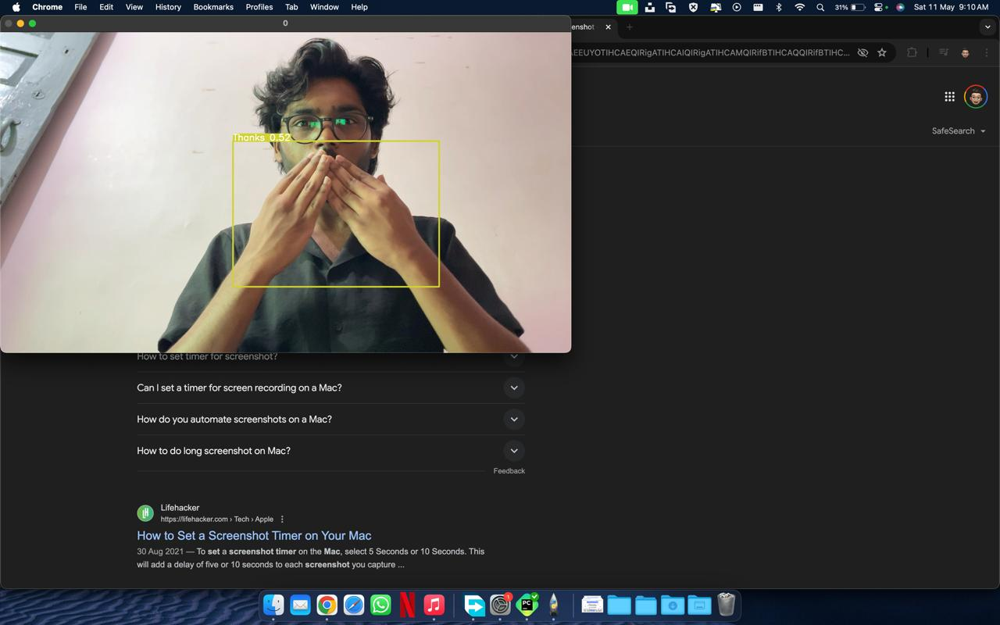 Chrome File Edit View History Bookmarks Profiles Tab Window Help 31% Sat 11 May 9:10 AM
0
enshot
Thanks 0.52
SafeSearch
How to set timer for screenshot?
Can I set a timer for screen recording on a Mac?
How do you automate screenshots on a Mac?
How to do long screenshot on Mac?
Feedback
Lifehacker
https://lifehacker.com › Tech › Apple
How to Set a Screenshot Timer on Your Mac
30 Aug 2021 — To set a screenshot timer on the Mac, select 5 Seconds or 10 Seconds. This
will add a delay of five or 10 seconds to each screenshot you capture ...
1
PC